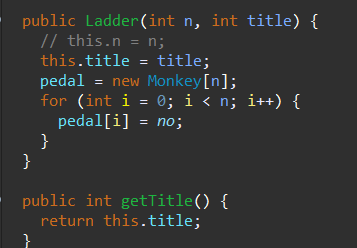 public Ladder(int n, int title) {
// this.n = n;
this.title = title;
pedal = new Monkey[n];
for (int i = 0; i < n; i++) {
pedal[i] = no;
}
}
public int getTitle() {
return this.title;
}